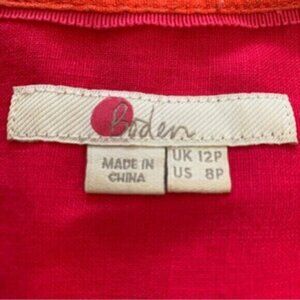 Boden
MADE IN
CHINA
UK 12P
US 8P